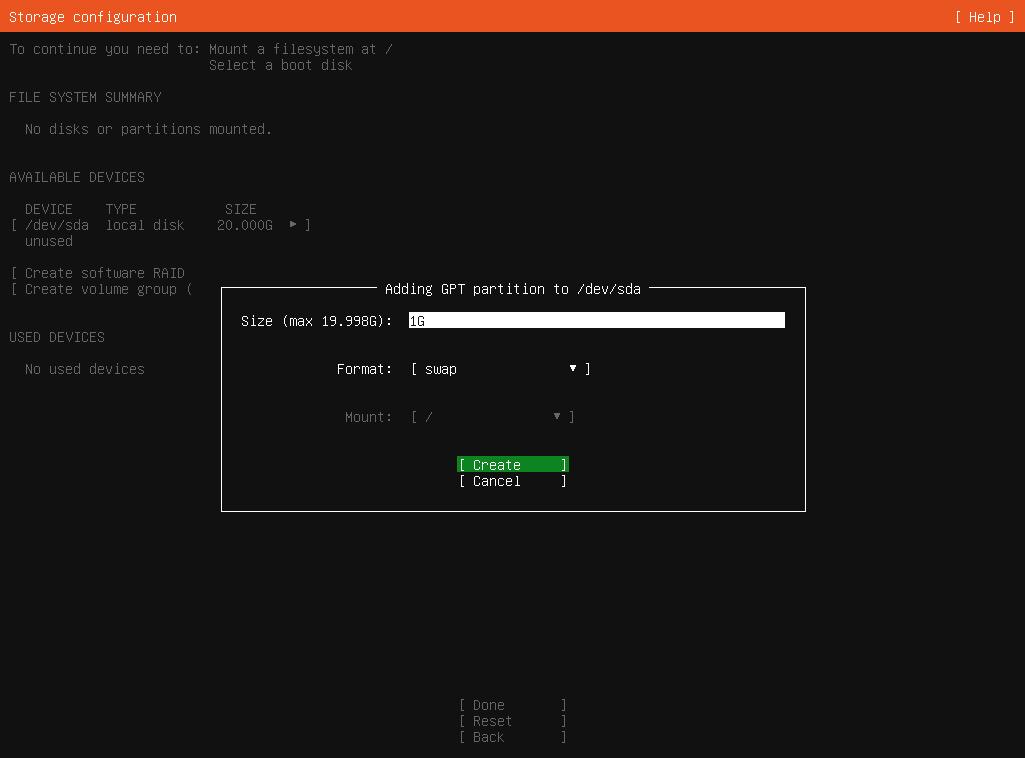 Storage configuration [ Help ]
To continue you need to: Mount a filesystem at /
Select a boot disk
FILE SYSTEM SUMMARY
No disks or partitions mounted.
AVAILABLE DEVICES
DEVICE TYPE SIZE
[ /dev/sda local disk 20.000G ► ]
unused
[ Create software RAID
[ Create volume group (
USED DEVICES
No used devices
Adding GPT partition to /dev/sda
Size (max 19.998G): 1G
Format: [ swap ▼ ]
Mount: [ / ▼ ]
[ Create ]
[ Cancel ]
[ Done ]
[ Reset ]
[ Back ]